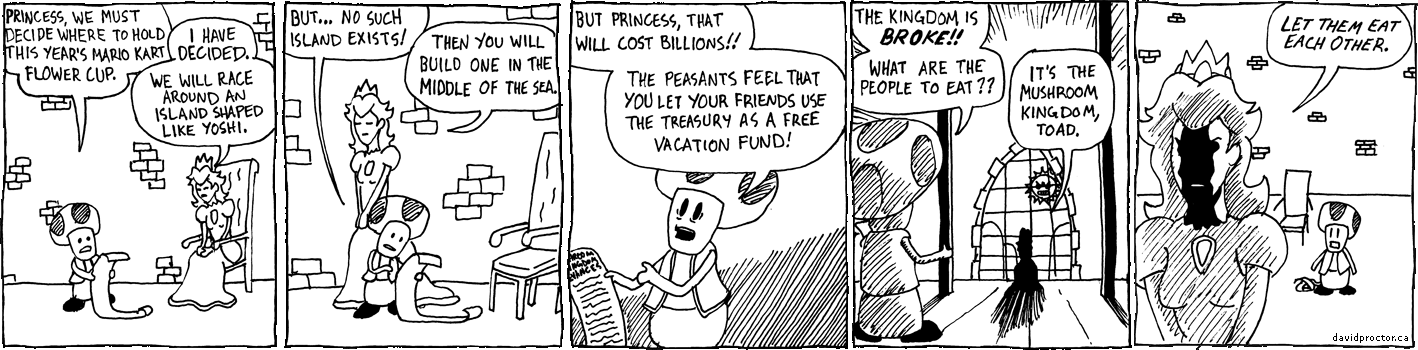 PRINCESS, WE MUST
DECIDE WHERE TO HOLD
THIS YEAR'S MARIO KART
FLOWER CUP.
I HAVE
DECIDED.
WE WILL RACE
AROUND AN
ISLAND SHAPED
LIKE YOSHI.
BUT... NO SUCH
ISLAND EXISTS!
THEN YOU WILL
BUILD ONE IN THE
MIDDLE OF THE SEA.
BUT PRINCESS, THAT
WILL COST BILLIONS!!
THE PEASANTS FEEL THAT
YOU LET YOUR FRIENDS USE
THE TREASURY AS A FREE
VACATION FUND!
THE KINGDOM IS
BROKE!!
WHAT ARE THE
PEOPLE TO EAT??
IT'S THE
MUSHROOM
KINGDOM,
TOAD.
LET THEM EAT
EACH OTHER.
davidproctor.ca